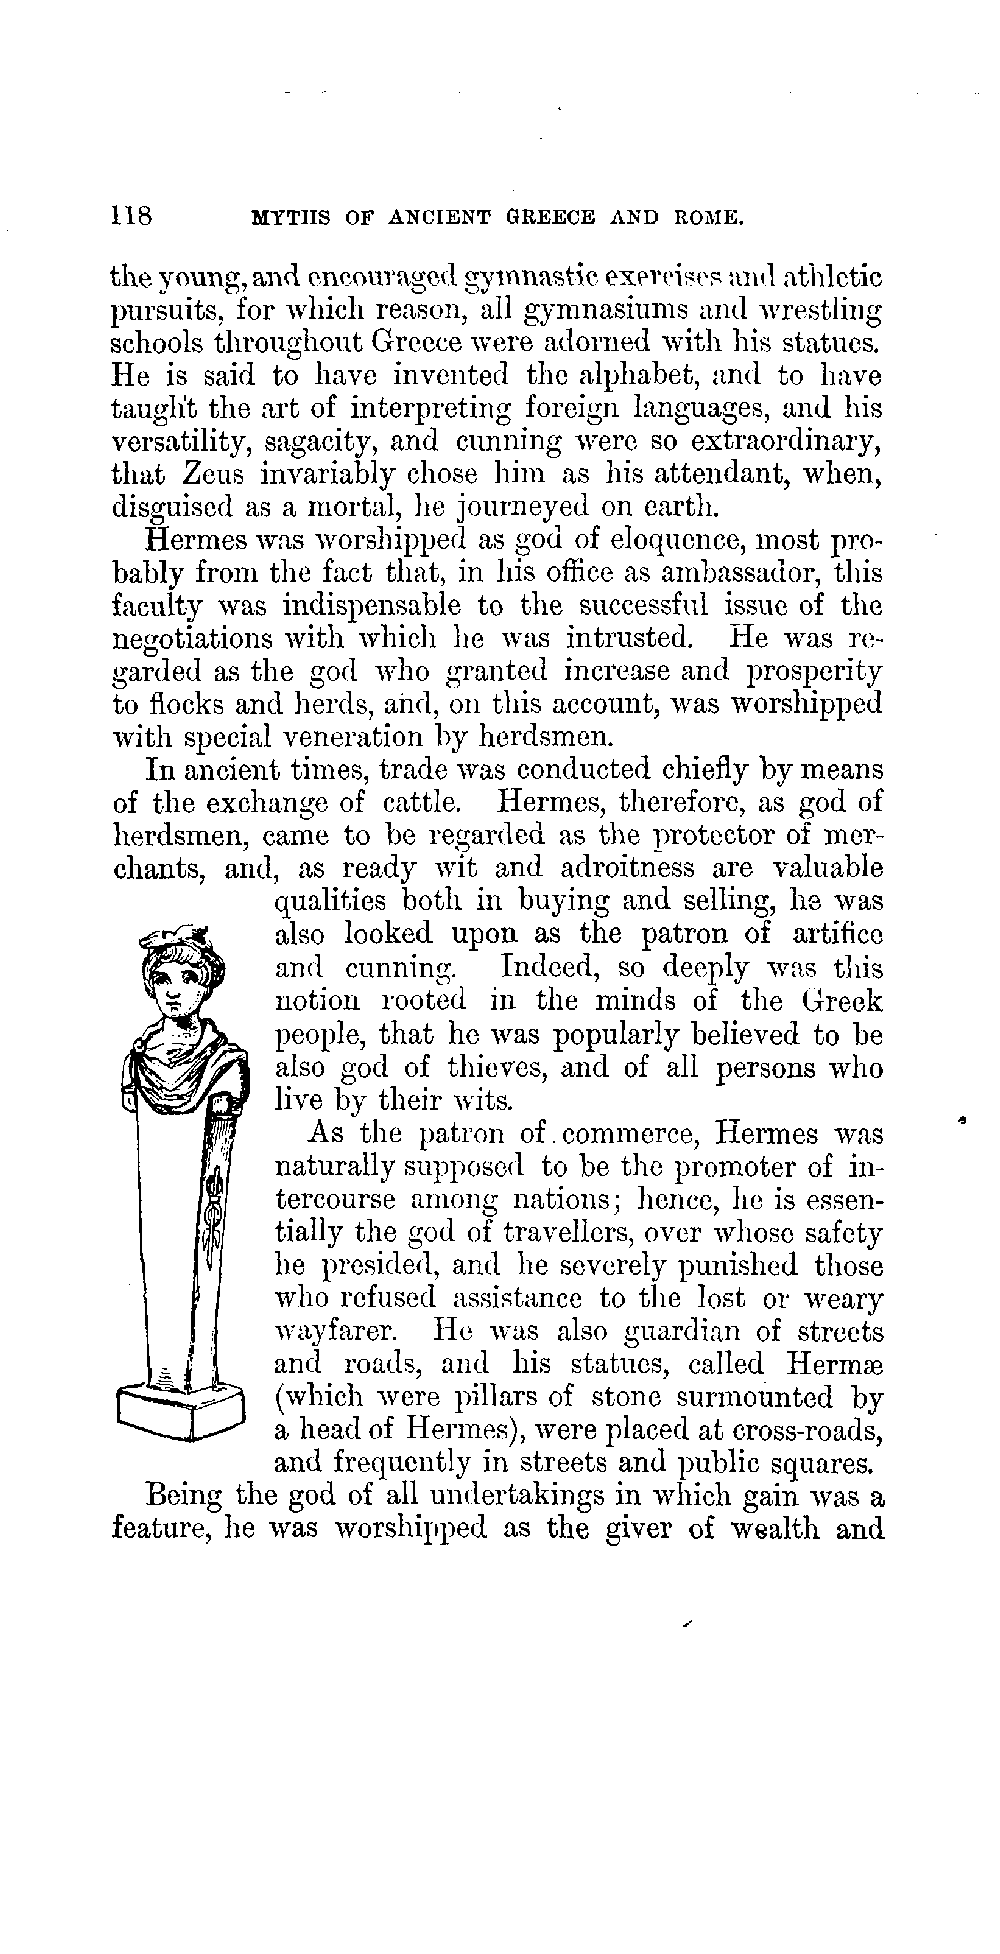 118 MYTHS OF ANCIENT GREECE AND ROME.
the young, and encouraged gymnastic exercises and athletic
pursuits, for which reason, all gymnasiums and wrestling
schools throughout Greece were adorned with his statues.
He is said to have invented the alphabet, and to have
taught the art of interpreting foreign languages, and his
versatility, sagacity, and cunning were so extraordinary,
that Zeus invariably chose him as his attendant, when,
disguised as a mortal, he journeyed on earth.
Hermes was worshipped as god of eloquence, most pro-
bably from the fact that, in his office as ambassador, this
faculty was indispensable to the successful issue of the
negotiations with which he was intrusted. He was re-
garded as the god who granted increase and prosperity
to flocks and herds, and, on this account, was worshipped
with special veneration by herdsmen.
In ancient times, trade was conducted chiefly by means
of the exchange of cattle. Hermes, therefore, as god of
herdsmen, came to be regarded as the protector of mer-
chants, and, as ready wit and adroitness are valuable
qualities both in buying and selling, he was
also looked upon as the patron of artifice
and cunning. Indeed, so deeply was this
notion rooted in the minds of the Greek
people, that he was popularly believed to be
also god of thieves, and of all persons who
live by their wits.
As the patron of commerce, Hermes was
naturally supposed to be the promoter of in-
tercourse among nations; hence, he is essen-
tially the god of travellers, over whose safety
he presided, and he severely punished those
who refused assistance to the lost or weary
wayfarer. He was also guardian of streets
and roads, and his statues, called Hermæ
(which were pillars of stone surmounted by
a head of Hermes), were placed at cross-roads,
and frequently in streets and public squares.
Being the god of all undertakings in which gain was a
feature, he was worshipped as the giver of wealth and